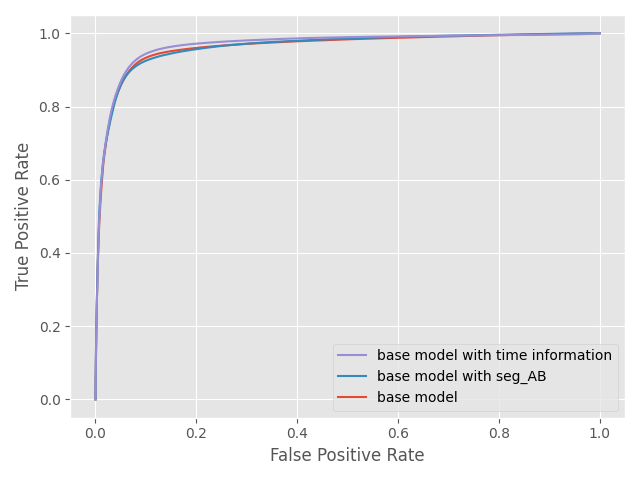 1.0
0.8
0.6
0.4
0.2
0.0
True Positive Rate
base model with time information
base model with seg_AB
base model
0.0 0.2 0.4 0.6 0.8 1.0
False Positive Rate